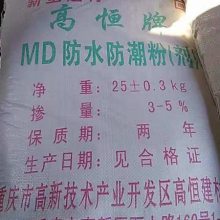 高恒牌
MD防水防潮粉(剂)
净 重：25±0.3kg
掺 量： 3-5%
保 质 期： 两 年
生产日期：见合格证
重庆市高新技术产业开发区高恒建材